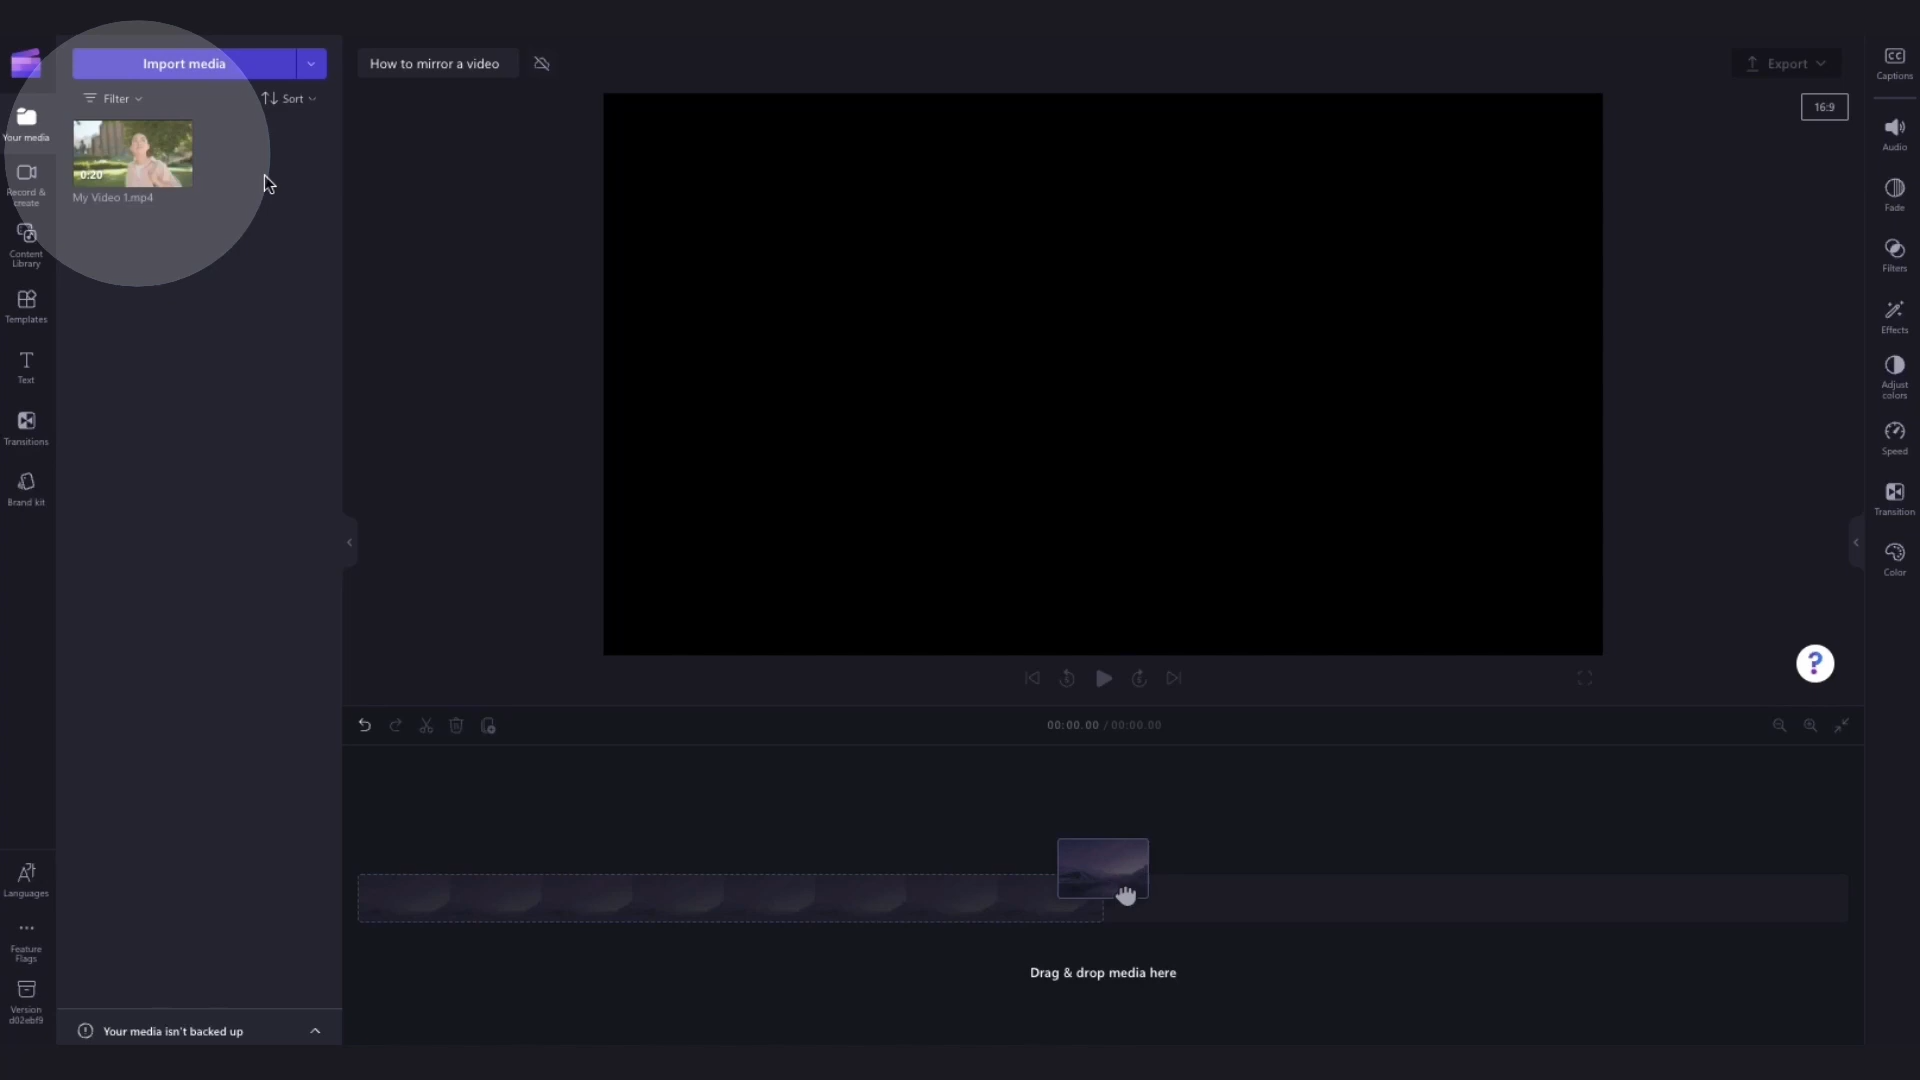 Import media
How to mirror a video
Export
CC
Captions
Filter
Sort
16:9
Your media
0:20
My Video 1.mp4
Record &
create
Content
Library
Templates
Text
Transitions
Brand kit
Audio
Fade
Filters
Effects
Adjust
colors
Speed
Transition
Color
?
00:00.00 / 00:00.00
Drag & drop media here
Languages
Feature
Flags
Version
d02ebf9
Your media isn't backed up